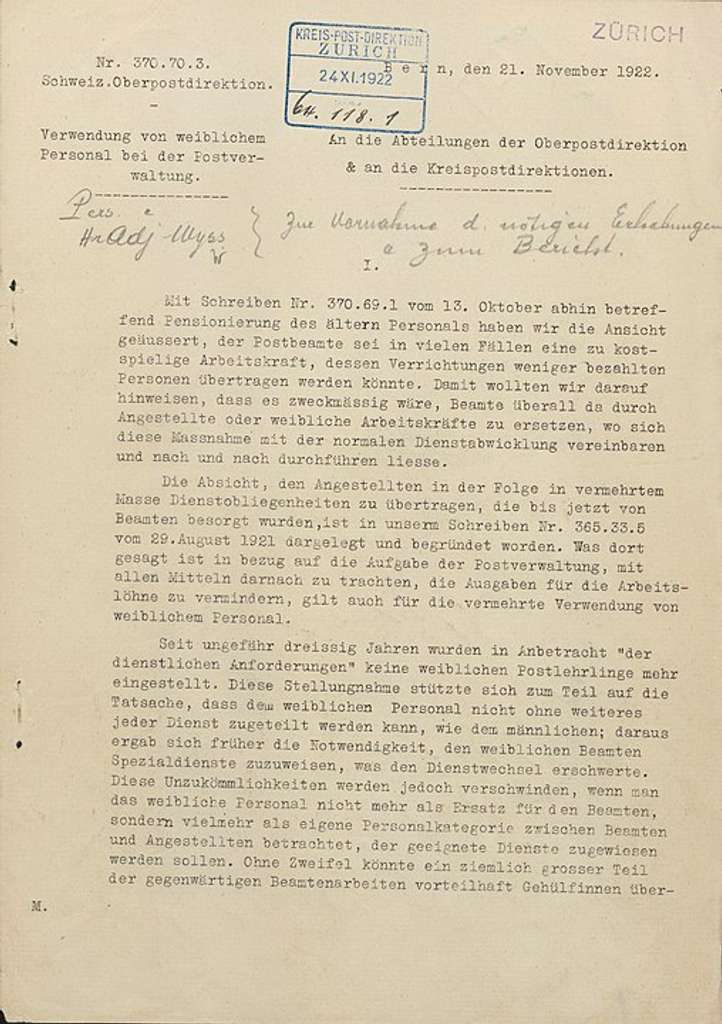 ZÜRICH
KREIS-POST-DIREKTION
ZÜRICH
24 XI. 1922
64. 118. 1
Nr. 370.70.3.
Schweiz.Oberpostdirektion.
Bern, den 21. November 1922.
Verwendung von weiblichem
Personal bei der Postver-
waltung.
An die Abteilungen der Oberpostdirektion
& an die Kreispostdirektionen.
Pers. e
Hr Adj. Wyss
W
Zur Vornahme d. nötigen Erhebungen
e zum Bericht.
I.
Mit Schreiben Nr. 370.69.1 vom 13. Oktober abhin betref-
fend Pensionierung des ältern Personals haben wir die Ansicht
geäussert, der Postbeamte sei in vielen Fällen eine zu kost-
spielige Arbeitskraft, dessen Verrichtungen weniger bezahlten
Personen übertragen werden könnte. Damit wollten wir darauf
hinweisen, dass es zweckmässig wäre, Beamte überall da durch
Angestellte oder weibliche Arbeitskräfte zu ersetzen, wo sich
diese Massnahme mit der normalen Dienstabwicklung vereinbaren
und nach und nach durchführen liesse.
Die Absicht, den Angestellten in der Folge in vermehrtem
Masse Dienstobliegenheiten zu übertragen, die bis jetzt von
Beamten besorgt wurden,ist in unserm Schreiben Nr. 365.33.5
vom 29.August 1921 dargelegt und begründet worden. Was dort
gesagt ist in bezug auf die Aufgabe der Postverwaltung, mit
allen Mitteln darnach zu trachten, die Ausgaben für die Arbeits-
löhne zu vermindern, gilt auch für die vermehrte Verwendung von
weiblichem Personal.
Seit ungefähr dreissig Jahren wurden in Anbetracht "der
dienstlichen Anforderungen" keine weiblichen Postlehrlinge mehr
eingestellt. Diese Stellungnahme stützte sich zum Teil auf die
Tatsache, dass dem weiblichen Personal nicht ohne weiteres
jeder Dienst zugeteilt werden kann, wie dem männlichen; daraus
ergab sich früher die Notwendigkeit, den weiblichen Beamten
Spezialdienste zuzuweisen, was den Dienstwechsel erschwerte.
Diese Unzukömmlichkeiten werden jedoch verschwinden, wenn man
das weibliche Personal nicht mehr als Ersatz für den Beamten,
sondern vielmehr als eigene Personalkategorie zwischen Beamten
und Angestellten betrachtet, der geeignete Dienste zugewiesen
werden sollen. Ohne Zweifel könnte ein ziemlich grosser Teil
der gegenwärtigen Beamtenarbeiten vorteilhaft Gehülfinnen über-
M.